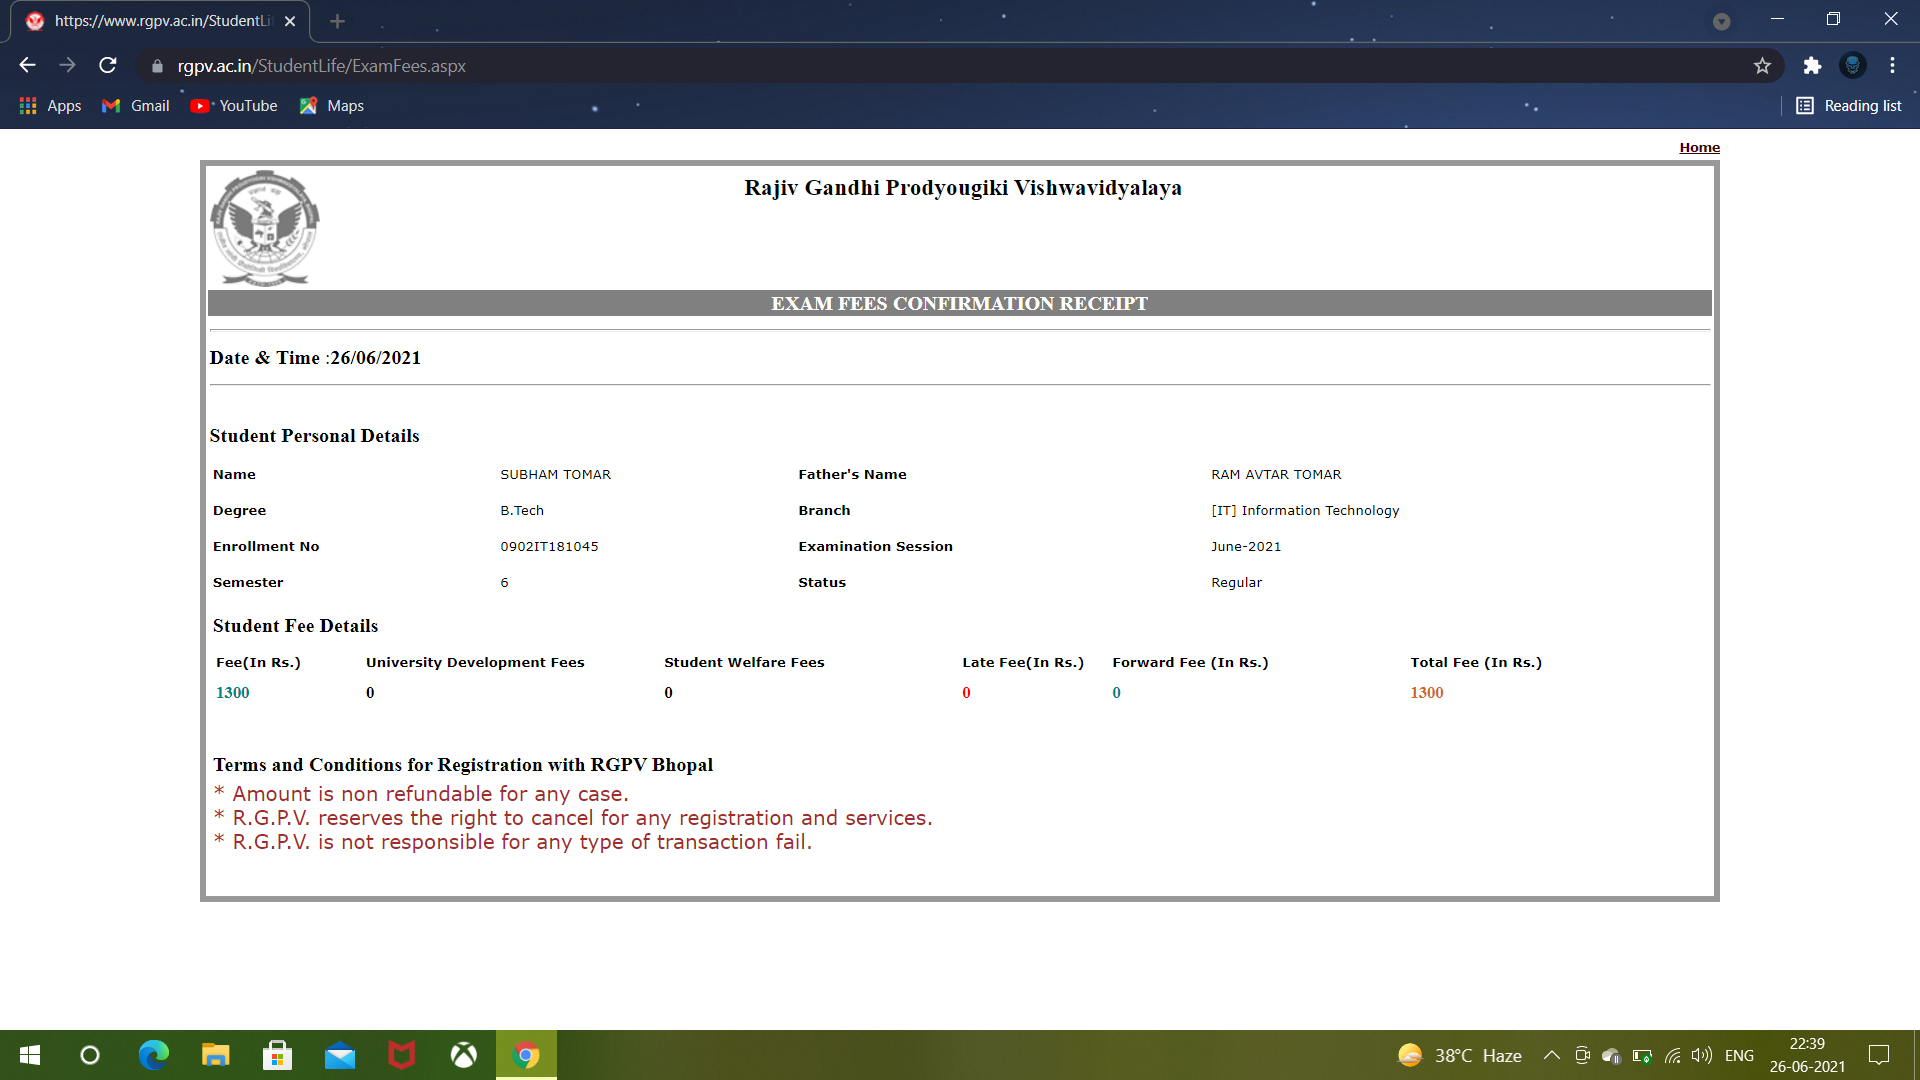 https://www.rgpv.ac.in/StudentLi
rgpv.ac.in/StudentLife/ExamFees.aspx
Apps Gmail YouTube Maps Reading list
Home
Rajiv Gandhi Prodyougiki Vishwavidyalaya
EXAM FEES CONFIRMATION RECEIPT
Date & Time :26/06/2021
Student Personal Details
Name SUBHAM TOMAR Father's Name RAM AVTAR TOMAR
Degree B.Tech Branch [IT] Information Technology
Enrollment No 0902IT181045 Examination Session June-2021
Semester 6 Status Regular
Student Fee Details
Fee(In Rs.) University Development Fees Student Welfare Fees Late Fee(In Rs.) Forward Fee (In Rs.) Total Fee (In Rs.)
1300 0 0 0 0 1300
Terms and Conditions for Registration with RGPV Bhopal
* Amount is non refundable for any case.
* R.G.P.V. reserves the right to cancel for any registration and services.
* R.G.P.V. is not responsible for any type of transaction fail.
38°C Haze ENG 22:39
26-06-2021